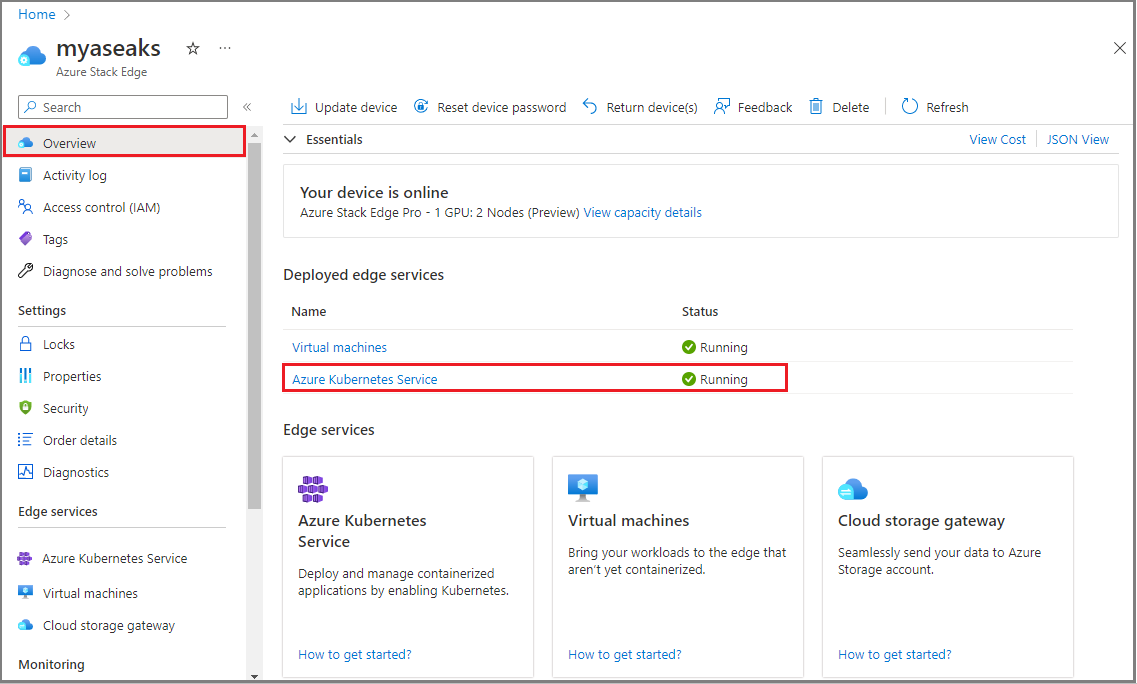 Home
myaseaks
Azure Stack Edge
Search
Overview
Activity log
Access control (IAM)
Tags
Diagnose and solve problems
Settings
Locks
Properties
Security
Order details
Diagnostics
Edge services
Azure Kubernetes Service
Virtual machines
Cloud storage gateway
Monitoring
Update device
Reset device password
Return device(s)
Feedback
Delete
Refresh
Essentials
View Cost
JSON View
Your device is online
Azure Stack Edge Pro - 1 GPU: 2 Nodes (Preview) View capacity details
Deployed edge services
Name Status
Virtual machines Running
Azure Kubernetes Service Running
Edge services
Azure Kubernetes
Service
Deploy and manage containerized
applications by enabling Kubernetes.
How to get started?
Virtual machines
Bring your workloads to the edge that
aren't yet containerized.
How to get started?
Cloud storage gateway
Seamlessly send your data to Azure
Storage account.
How to get started?